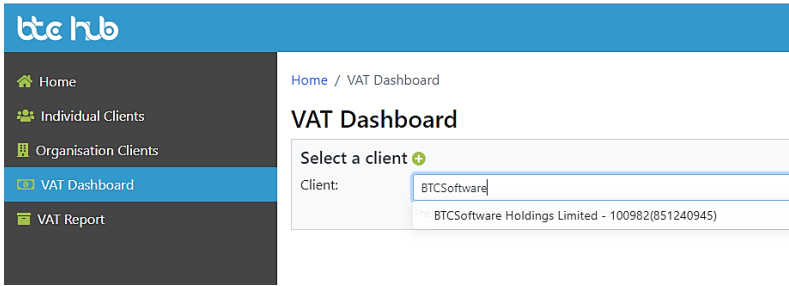 btc hub
Home
Individual Clients
Organisation Clients
VAT Dashboard
VAT Report
Home / VAT Dashboard
VAT Dashboard
Select a client
Client:
BTCSoftware
BTCSoftware Holdings Limited - 100982(851240945)